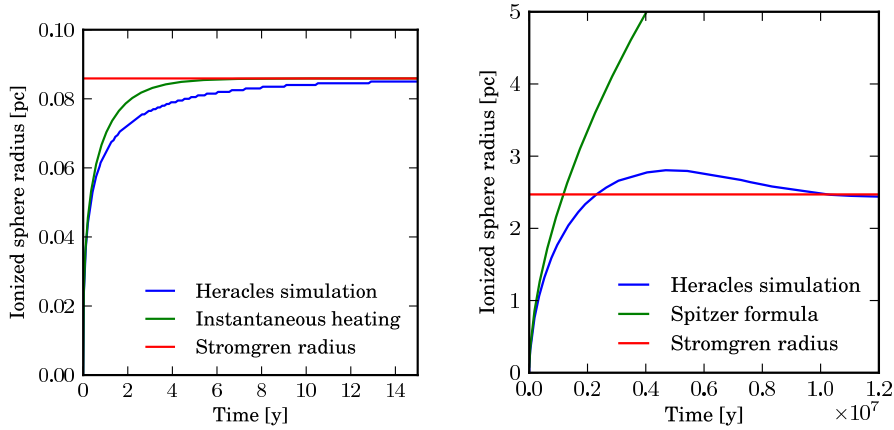 Ionized sphere radius [pc]
0.10
0.08
0.06
0.04
0.02
0.00
Heracles simulation
Instantaneous heating
Stromgren radius
0 2 4 6 8 10 12 14
Time [y]
Ionized sphere radius [pc]
5
4
3
2
1
0
Heracles simulation
Spitzer formula
Stromgren radius
0.0 0.2 0.4 0.6 0.8 1.0 1.2
Time [y]
×10⁷